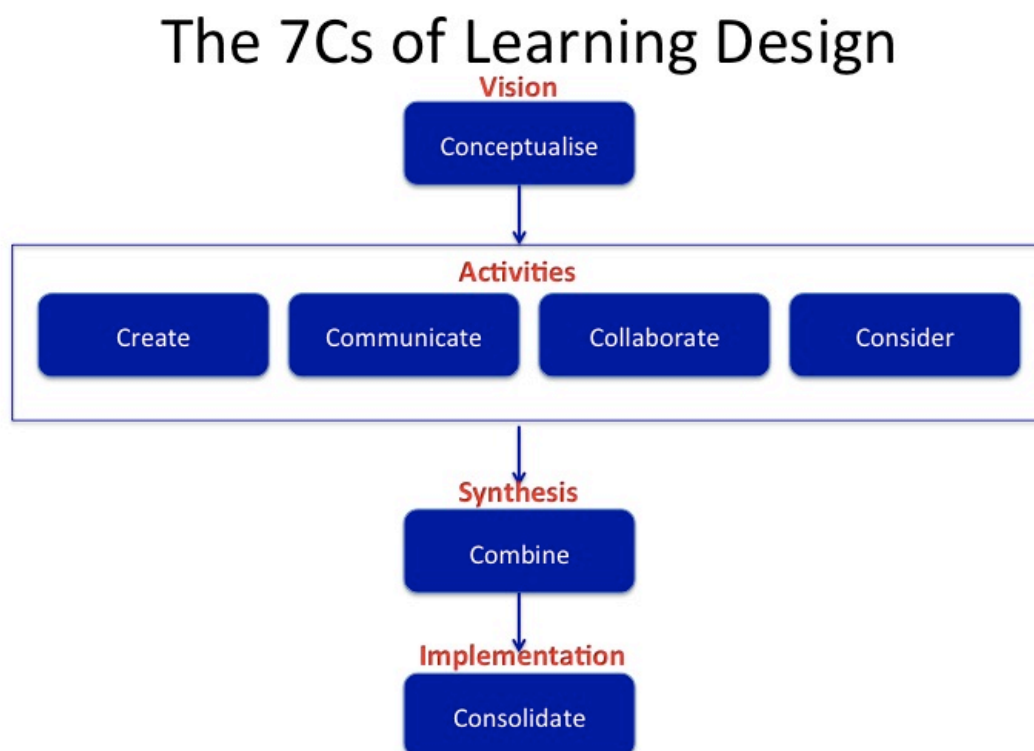 The 7Cs of Learning Design
Vision
Conceptualise
Activities
Create Communicate Collaborate Consider
Synthesis
Combine
Implementation
Consolidate